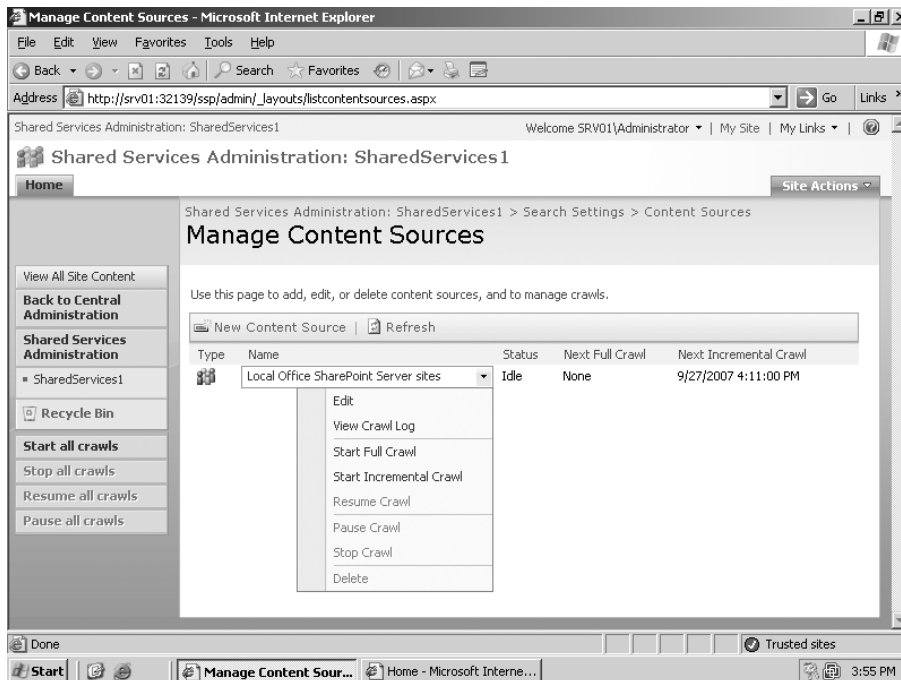 Manage Content Sources - Microsoft Internet Explorer
File Edit View Favorites Tools Help
Back Search Favorites
Address http://srv01:32139/ssp/admin/_layouts/listcontentsources.aspx Go Links
Shared Services Administration: SharedServices1 Welcome SRV01\Administrator | My Site | My Links |
Shared Services Administration: SharedServices1
Home Site Actions
Shared Services Administration: SharedServices1 > Search Settings > Content Sources
Manage Content Sources
View All Site Content
Back to Central
Administration
Shared Services
Administration
SharedServices1
Recycle Bin
Start all crawls
Stop all crawls
Resume all crawls
Pause all crawls
Use this page to add, edit, or delete content sources, and to manage crawls.
New Content Source | Refresh
Type Name Status Next Full Crawl Next Incremental Crawl
Local Office SharePoint Server sites Idle None 9/27/2007 4:11:00 PM
Edit
View Crawl Log
Start Full Crawl
Start Incremental Crawl
Resume Crawl
Pause Crawl
Stop Crawl
Delete
Done Trusted sites
Start Manage Content Sour... Home - Microsoft Interne... 3:55 PM